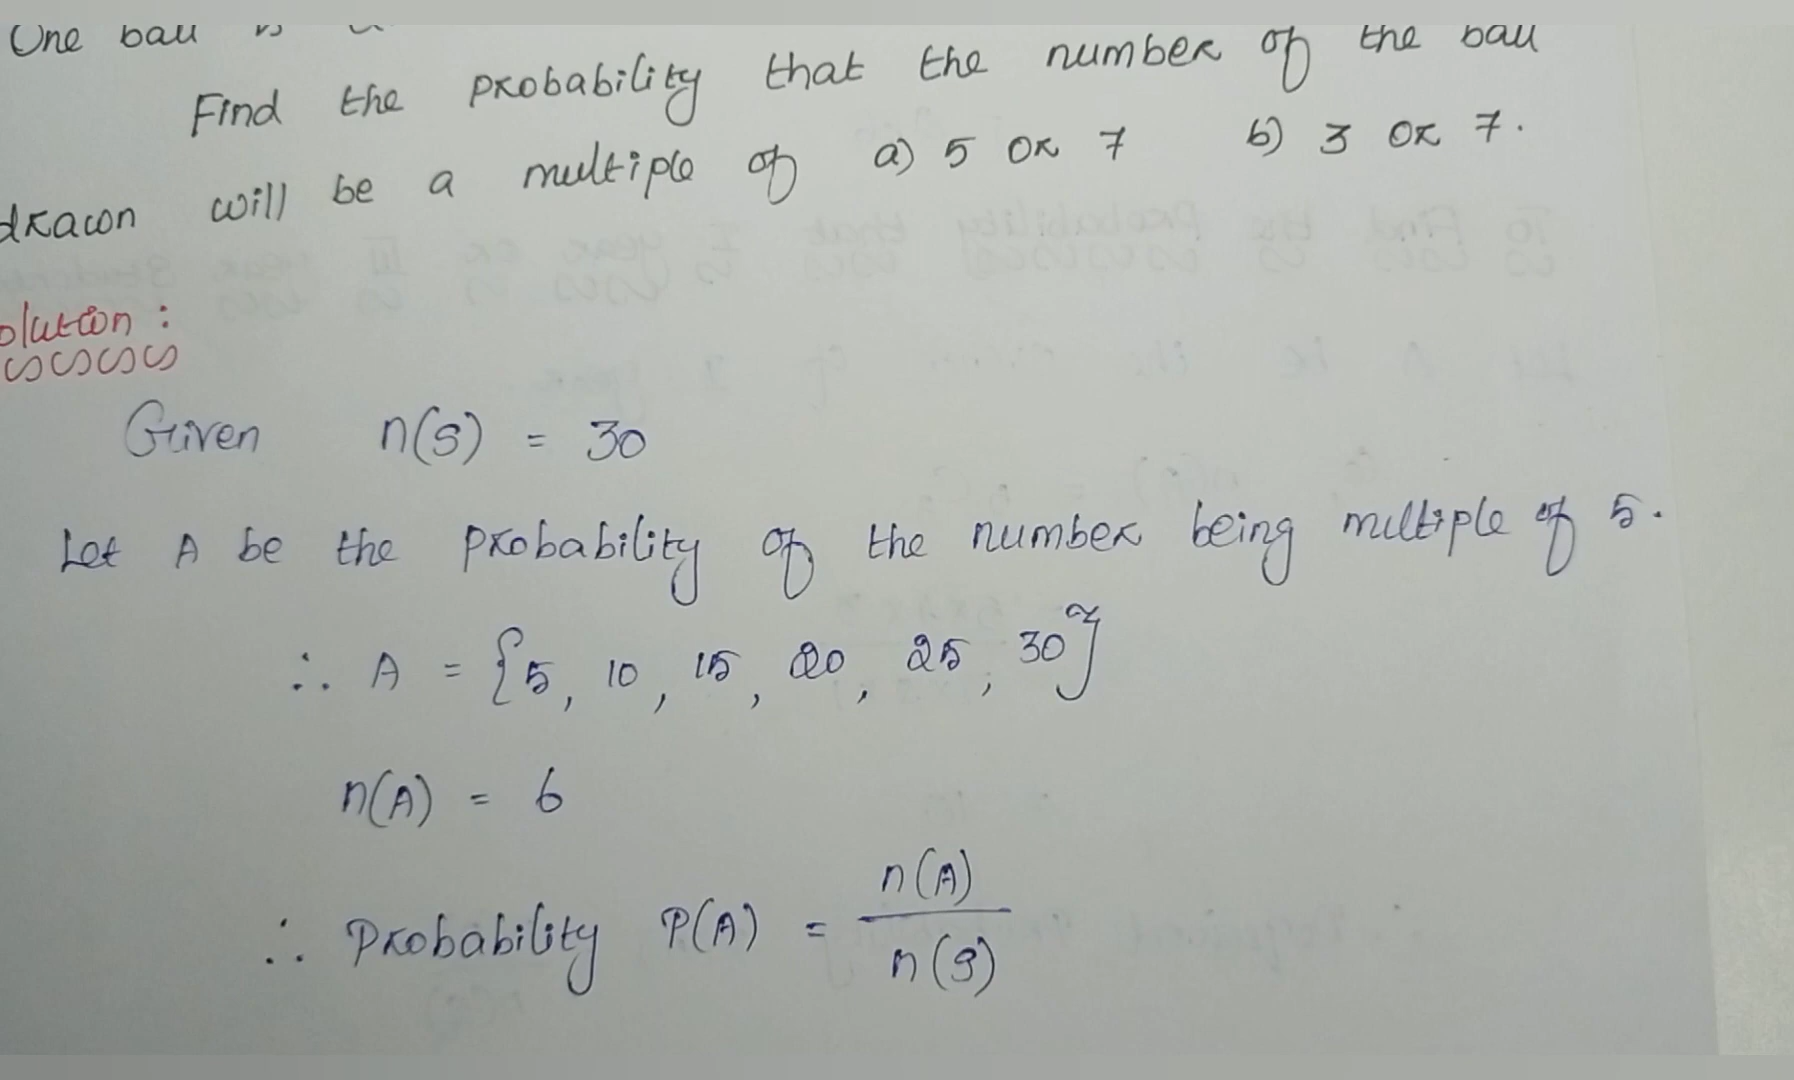 One ball is
Find the probability that the number of the ball
drawn will be a multiple of a) 5 or 7 b) 3 or 7.
olution:
Given n(S) = 30
Let A be the probability of the number being multiple of 5.
∴ A = {5, 10, 15, 20, 25, 30}
n(A) = 6
∴ Probability P(A) = n(A)
n(S)